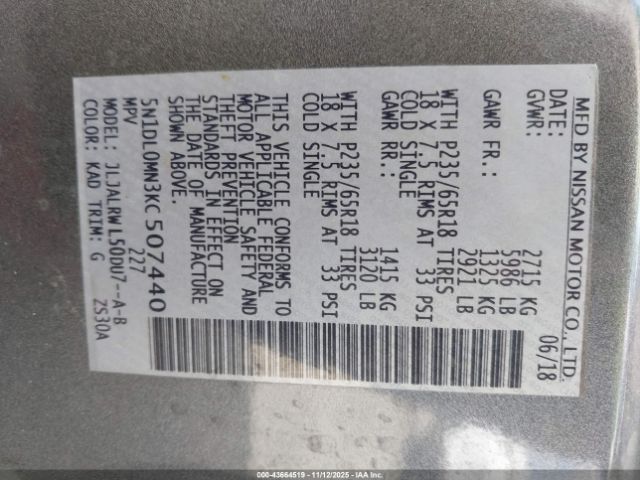 MFD BY NISSAN MOTOR CO., LTD.
DATE: 06/18
GVWR: 2715 KG
5986 LB
GAWR FR.: 1325 KG
2921 LB
WITH P235/65R18 TIRES
18 X 7.5 RIMS AT 33 PSI
COLD SINGLE
GAWR RR.: 1415 KG
3120 LB
WITH P235/65R18 TIRES
18 X 7.5 RIMS AT 33 PSI
COLD SINGLE
THIS VEHICLE CONFORMS TO
ALL APPLICABLE FEDERAL
MOTOR VEHICLE SAFETY AND
THEFT PREVENTION
STANDARDS IN EFFECT ON
THE DATE OF MANUFACTURE
SHOWN ABOVE.
5N1DL0MN3KC507440
MPV 227
MODEL: JLJALRWL50DU7--A-B
COLOR: KAD TRIM: G ZS30A
000-43664519 - 11/12/2025 - IAAI.COM